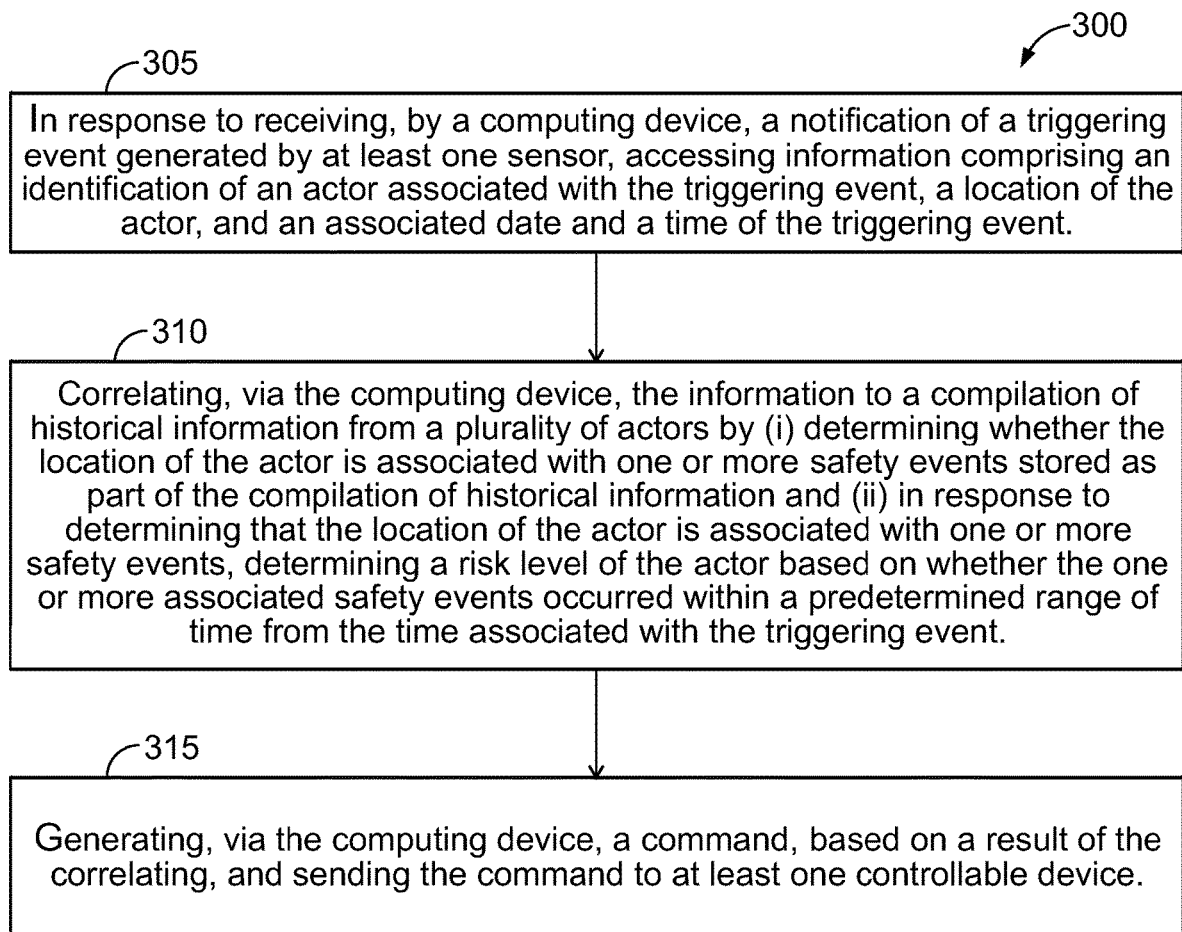 300
305
In response to receiving, by a computing device, a notification of a triggering
event generated by at least one sensor, accessing information comprising an
identification of an actor associated with the triggering event, a location of the
actor, and an associated date and a time of the triggering event.
310
Correlating, via the computing device, the information to a compilation of
historical information from a plurality of actors by (i) determining whether the
location of the actor is associated with one or more safety events stored as
part of the compilation of historical information and (ii) in response to
determining that the location of the actor is associated with one or more
safety events, determining a risk level of the actor based on whether the one
or more associated safety events occurred within a predetermined range of
time from the time associated with the triggering event.
315
Generating, via the computing device, a command, based on a result of the
correlating, and sending the command to at least one controllable device.